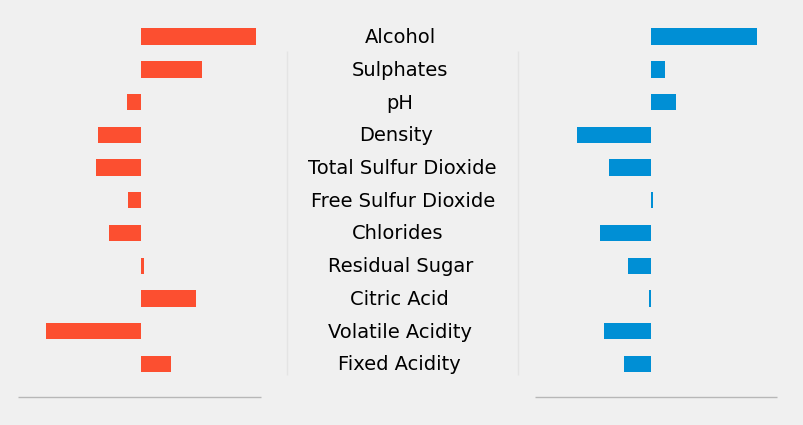 Alcohol
Sulphates
pH
Density
Total Sulfur Dioxide
Free Sulfur Dioxide
Chlorides
Residual Sugar
Citric Acid
Volatile Acidity
Fixed Acidity